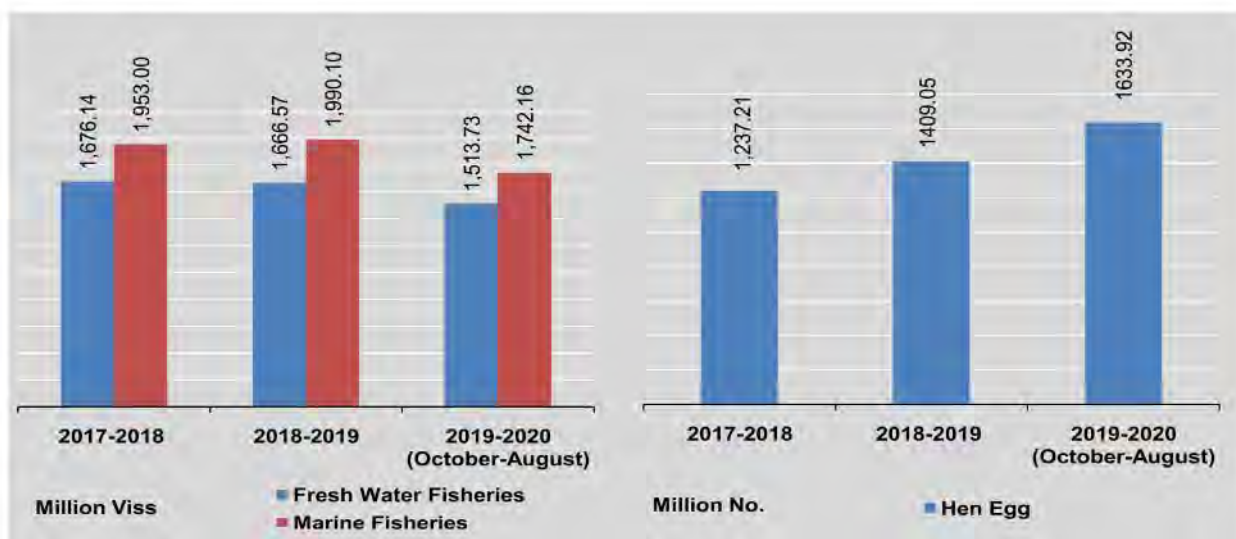 1,676.14
1,953.00
1,666.57
1,990.10
1,513.73
1,742.16
2017-2018
2018-2019
2019-2020
(October-August)
Million Viss
Fresh Water Fisheries
Marine Fisheries
1,237.21
1409.05
1633.92
2017-2018
2018-2019
2019-2020
(October-August)
Million No.
Hen Egg